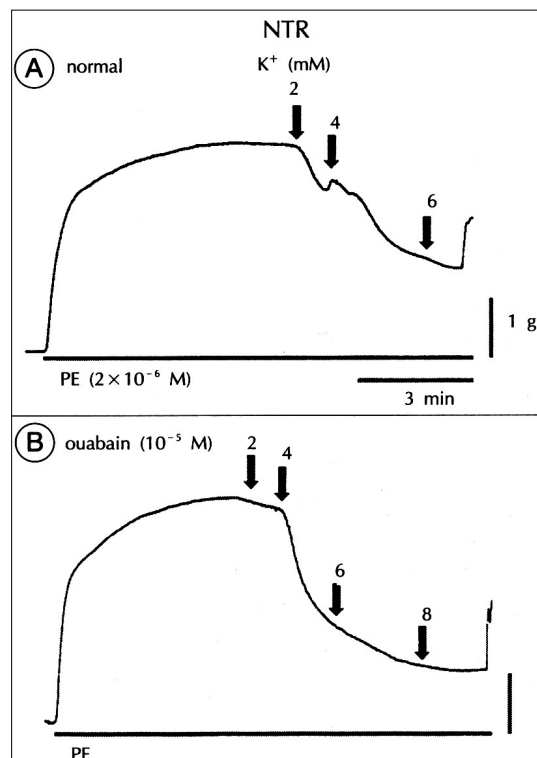 NTR
A normal
K⁺ (mM)
2
4
6
1 g
PE (2×10⁻⁶ M)
3 min
B ouabain (10⁻⁵ M)
2
4
6
8
PE